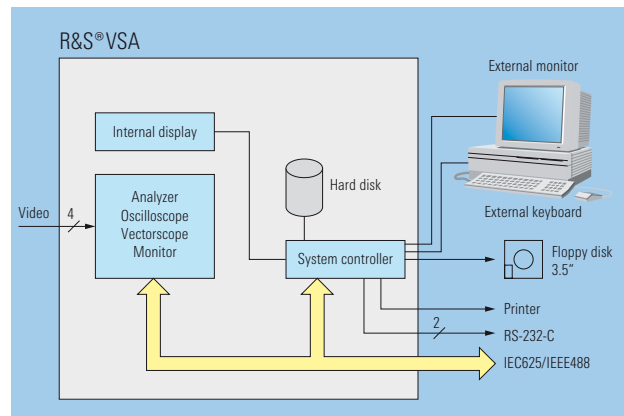 R&S®VSA
External monitor
Internal display
Hard disk
Analyzer
Oscilloscope
Vectorscope
Monitor
Video
4
External keyboard
System controller
Floppy disk
3.5″
Printer
2
RS-232-C
IEC625/IEEE488